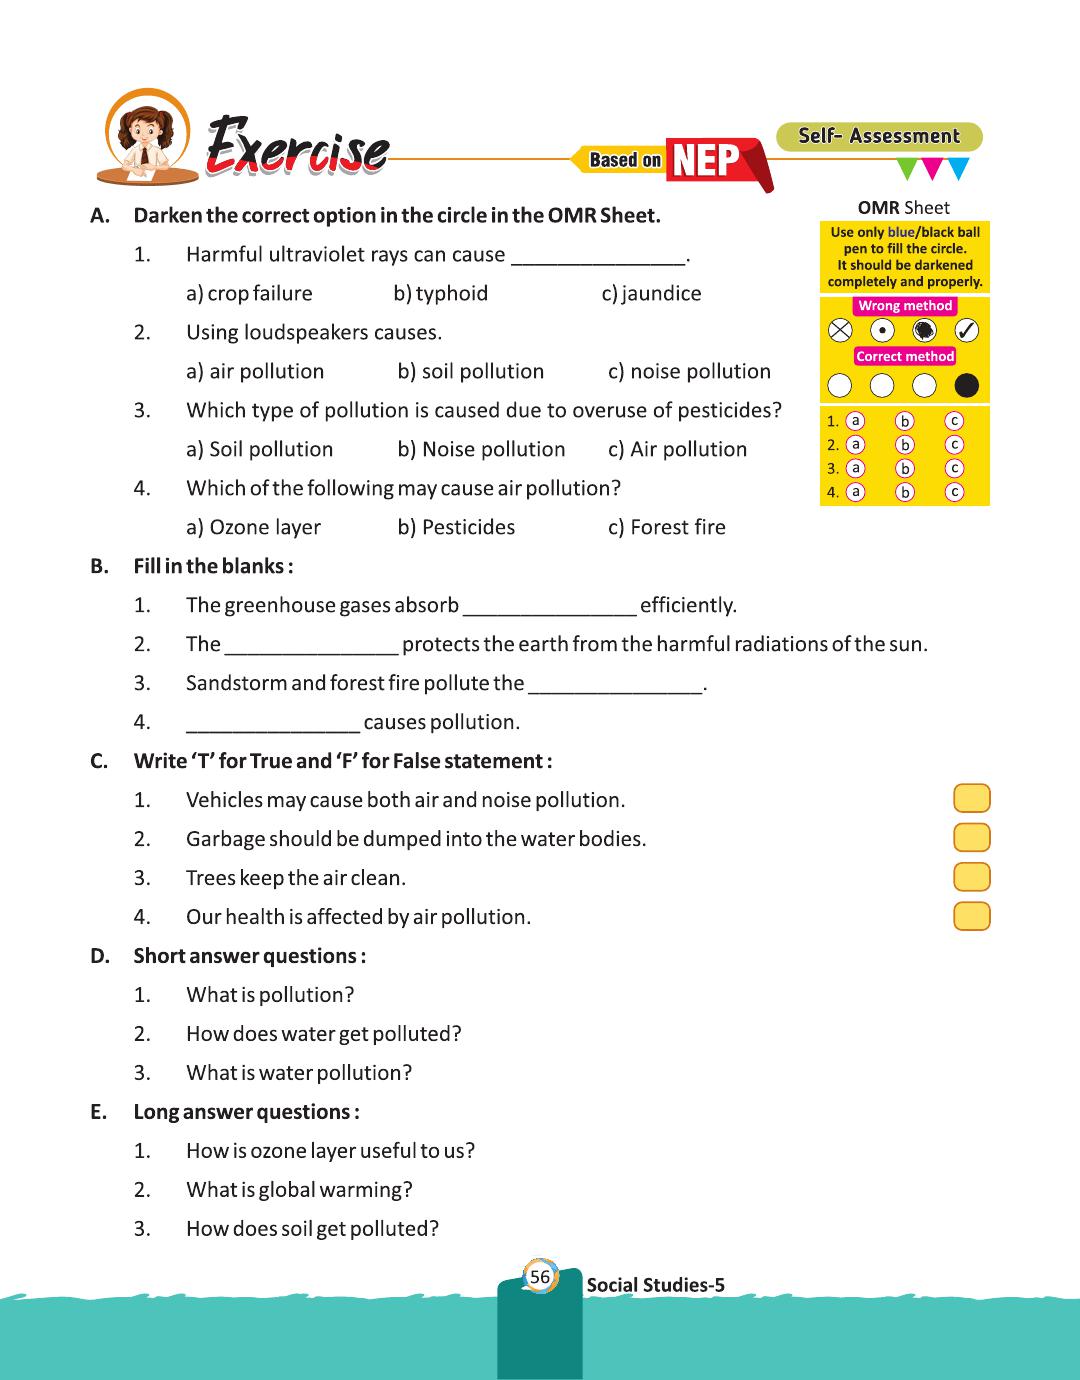 Exercise
Based on NEP
Self- Assessment
A. Darken the correct option in the circle in the OMR Sheet.
1. Harmful ultraviolet rays can cause _______________.
a) crop failure b) typhoid c) jaundice
2. Using loudspeakers causes.
a) air pollution b) soil pollution c) noise pollution
3. Which type of pollution is caused due to overuse of pesticides?
a) Soil pollution b) Noise pollution c) Air pollution
4. Which of the following may cause air pollution?
a) Ozone layer b) Pesticides c) Forest fire
OMR Sheet
Use only blue/black ball
pen to fill the circle.
It should be darkened
completely and properly.
Wrong method
Correct method
1. a b c
2. a b c
3. a b c
4. a b c
B. Fill in the blanks :
1. The greenhouse gases absorb _______________ efficiently.
2. The _______________ protects the earth from the harmful radiations of the sun.
3. Sandstorm and forest fire pollute the _______________.
4. _______________ causes pollution.
C. Write ‘T’ for True and ‘F’ for False statement :
1. Vehicles may cause both air and noise pollution.
2. Garbage should be dumped into the water bodies.
3. Trees keep the air clean.
4. Our health is affected by air pollution.
D. Short answer questions :
1. What is pollution?
2. How does water get polluted?
3. What is water pollution?
E. Long answer questions :
1. How is ozone layer useful to us?
2. What is global warming?
3. How does soil get polluted?
56
Social Studies-5